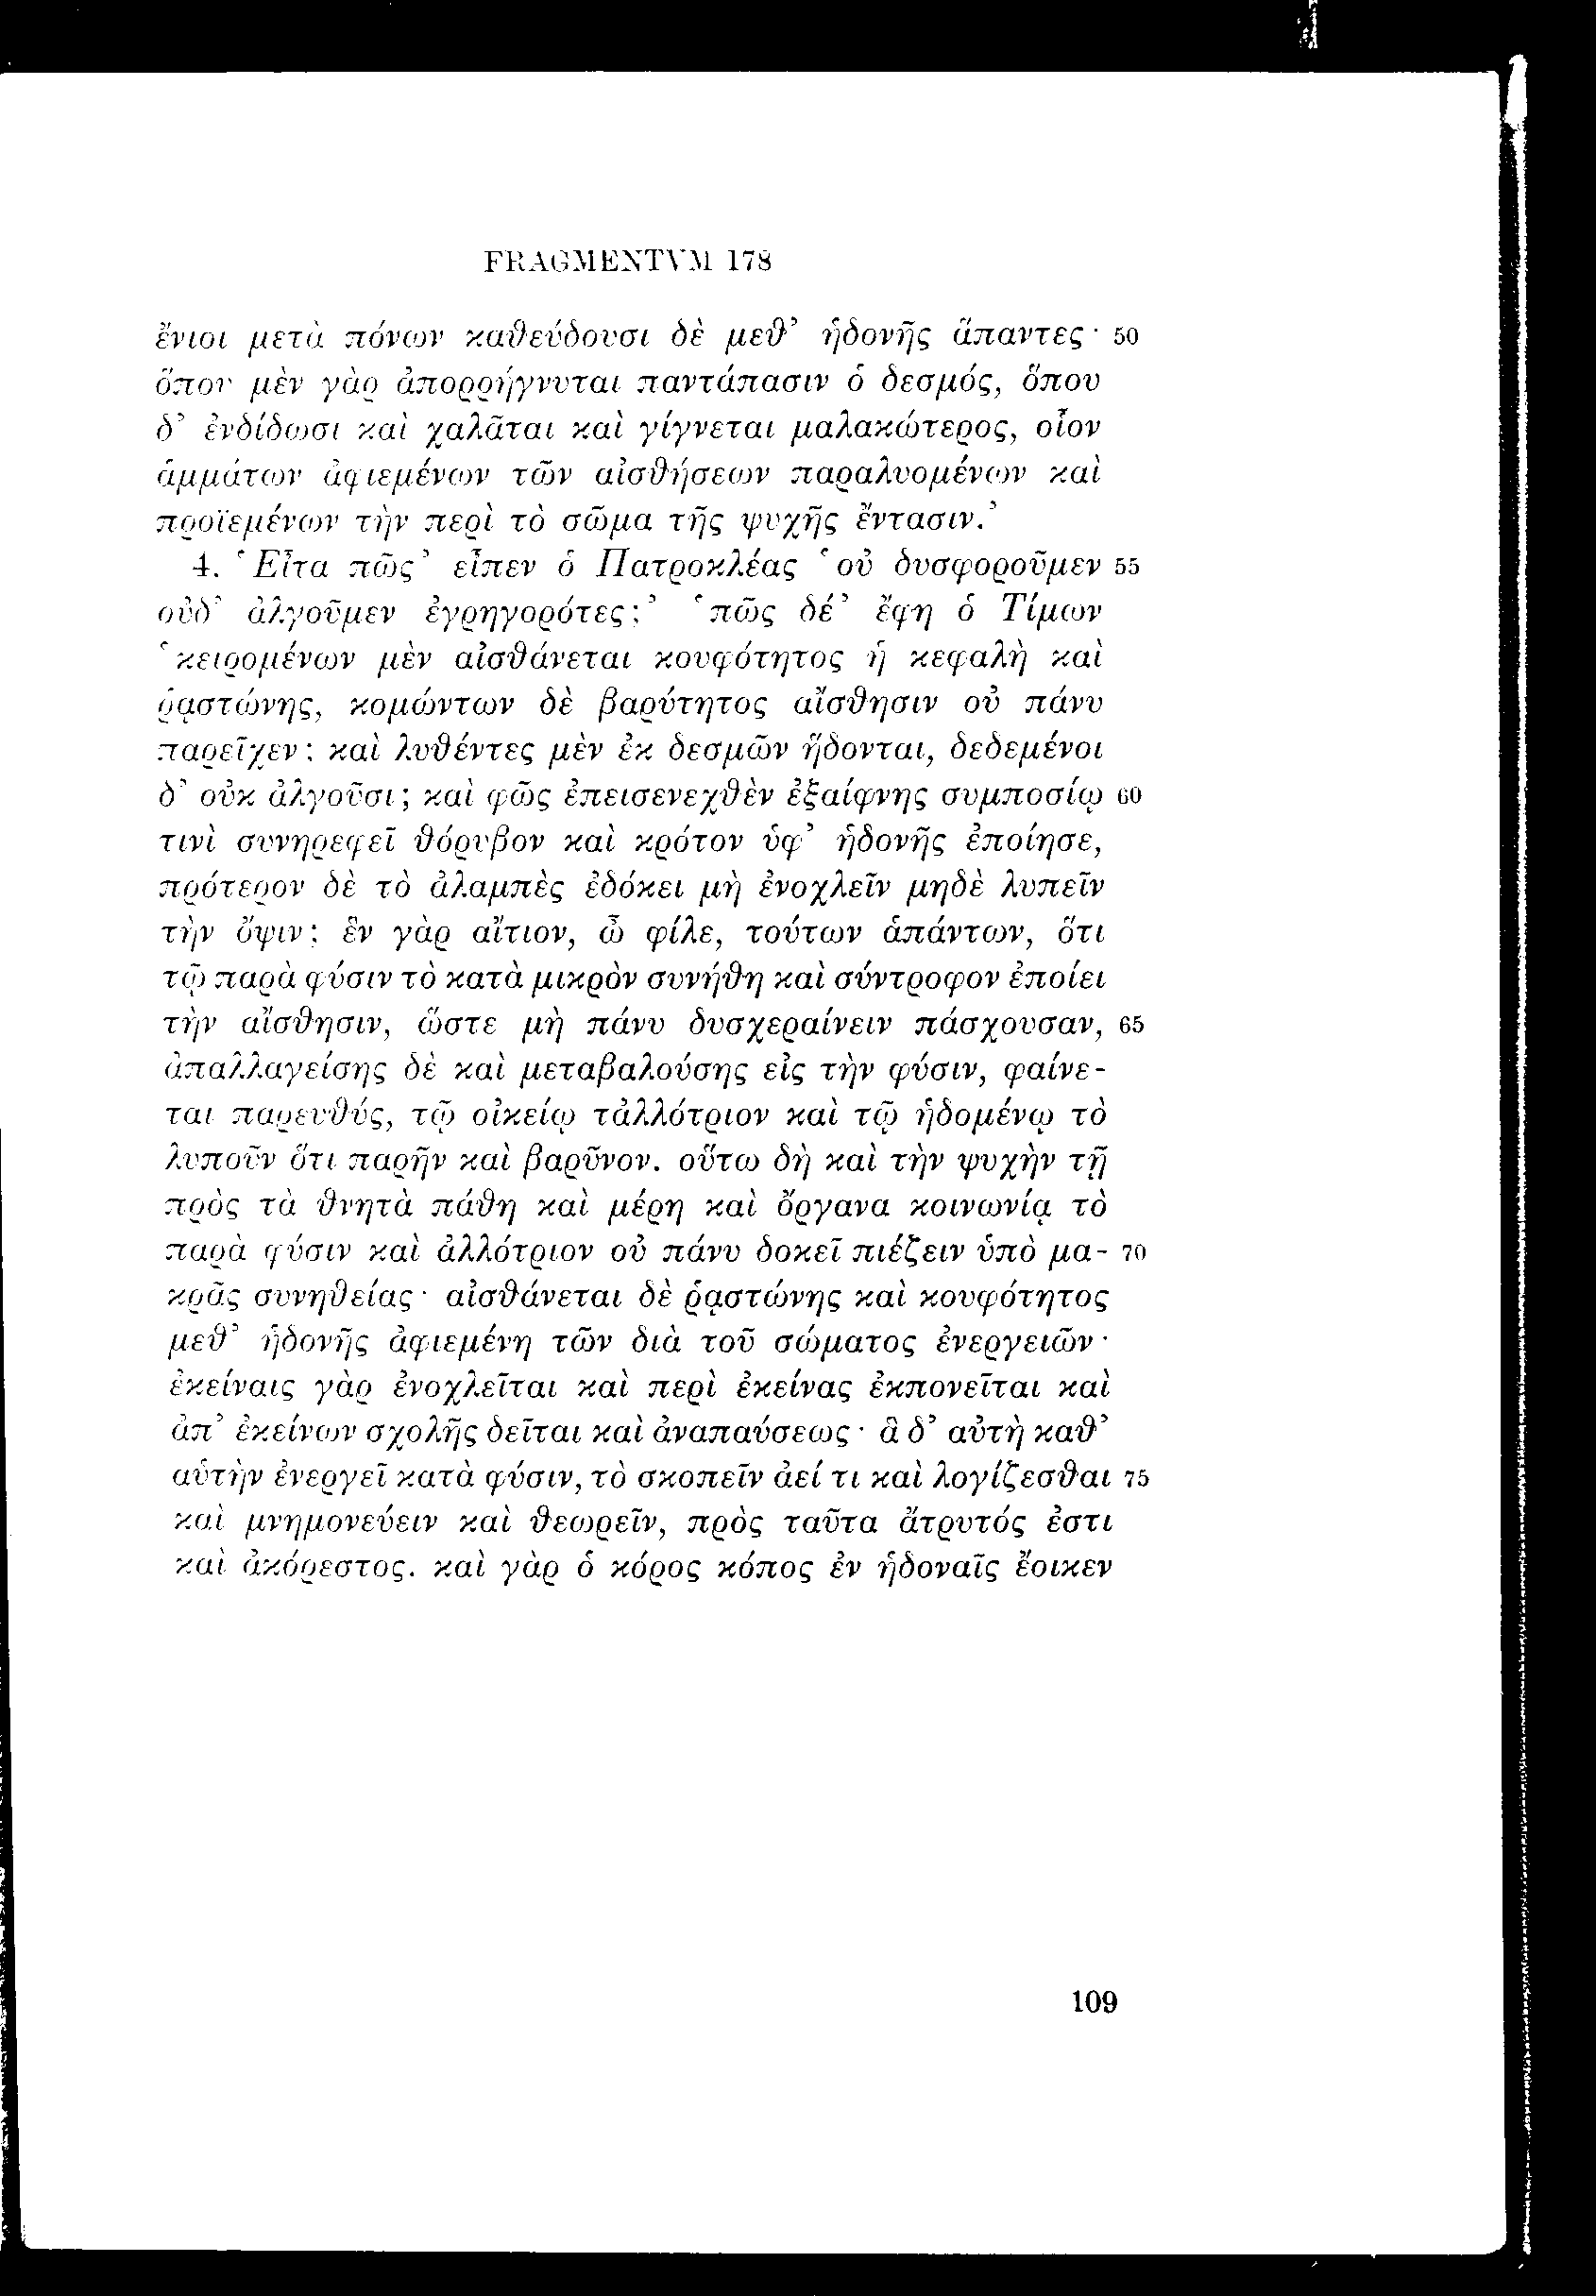 FRAGMENTVM 178
ἔνιοι μετὰ πόνων καθεύδουσι δὲ μεθ’ ἡδονῆς ἅπαντες· 50
ὅπου μὲν γὰρ ἀπορρήγνυται παντάπασιν ὁ δεσμός, ὅπου
δ’ ἐνδίδωσι καὶ χαλᾶται καὶ γίγνεται μαλακώτερος, οἷον
ἁμμάτων ἀφιεμένων τῶν αἰσθήσεων παραλυομένων καὶ
προϊεμένων τὴν περὶ τὸ σῶμα τῆς ψυχῆς ἔντασιν.’
4. ‘Εἶτα πῶς’ εἶπεν ὁ Πατροκλέας ‘οὐ δυσφοροῦμεν 55
οὐδ’ ἀλγοῦμεν ἐγρηγορότες;’ ‘πῶς δέ’ ἔφη ὁ Τίμων
‘κειρομένων μὲν αἰσθάνεται κουφότητος ἡ κεφαλὴ καὶ
ῥᾳστώνης, κομώντων δὲ βαρύτητος αἴσθησιν οὐ πάνυ
παρεῖχεν; καὶ λυθέντες μὲν ἐκ δεσμῶν ἥδονται, δεδεμένοι
δ’ οὐκ ἀλγοῦσι; καὶ φῶς ἐπεισενεχθὲν ἐξαίφνης συμποσίῳ 60
τινὶ συνηρεφεῖ θόρυβον καὶ κρότον ὑφ’ ἡδονῆς ἐποίησε,
πρότερον δὲ τὸ ἀλαμπὲς ἐδόκει μὴ ἐνοχλεῖν μηδὲ λυπεῖν
τὴν ὄψιν; ἓν γὰρ αἴτιον, ὦ φίλε, τούτων ἁπάντων, ὅτι
τῷ παρὰ φύσιν τὸ κατὰ μικρὸν συνήθη καὶ σύντροφον ἐποίει
τὴν αἴσθησιν, ὥστε μὴ πάνυ δυσχεραίνειν πάσχουσαν, 65
ἀπαλλαγείσης δὲ καὶ μεταβαλούσης εἰς τὴν φύσιν, φαίνε-
ται παρευθύς, τῷ οἰκείῳ τἀλλότριον καὶ τῷ ἡδομένῳ τὸ
λυποῦν ὅτι παρῆν καὶ βαρῦνον. οὕτω δὴ καὶ τὴν ψυχὴν τῇ
πρὸς τὰ θνητὰ πάθη καὶ μέρη καὶ ὄργανα κοινωνίᾳ τὸ
παρὰ φύσιν καὶ ἀλλότριον οὐ πάνυ δοκεῖ πιέζειν ὑπὸ μα- 70
κρᾶς συνηθείας· αἰσθάνεται δὲ ῥᾳστώνης καὶ κουφότητος
μεθ’ ἡδονῆς ἀφιεμένη τῶν διὰ τοῦ σώματος ἐνεργειῶν·
ἐκείναις γὰρ ἐνοχλεῖται καὶ περὶ ἐκείνας ἐκπονεῖται καὶ
ἀπ’ ἐκείνων σχολῆς δεῖται καὶ ἀναπαύσεως· ἃ δ’ αὐτὴ καθ’
αὑτὴν ἐνεργεῖ κατὰ φύσιν, τὸ σκοπεῖν ἀεί τι καὶ λογίζεσθαι 75
καὶ μνημονεύειν καὶ θεωρεῖν, πρὸς ταῦτα ἄτρυτός ἐστι
καὶ ἀκόρεστος. καὶ γὰρ ὁ κόρος κόπος ἐν ἡδοναῖς ἔοικεν
109